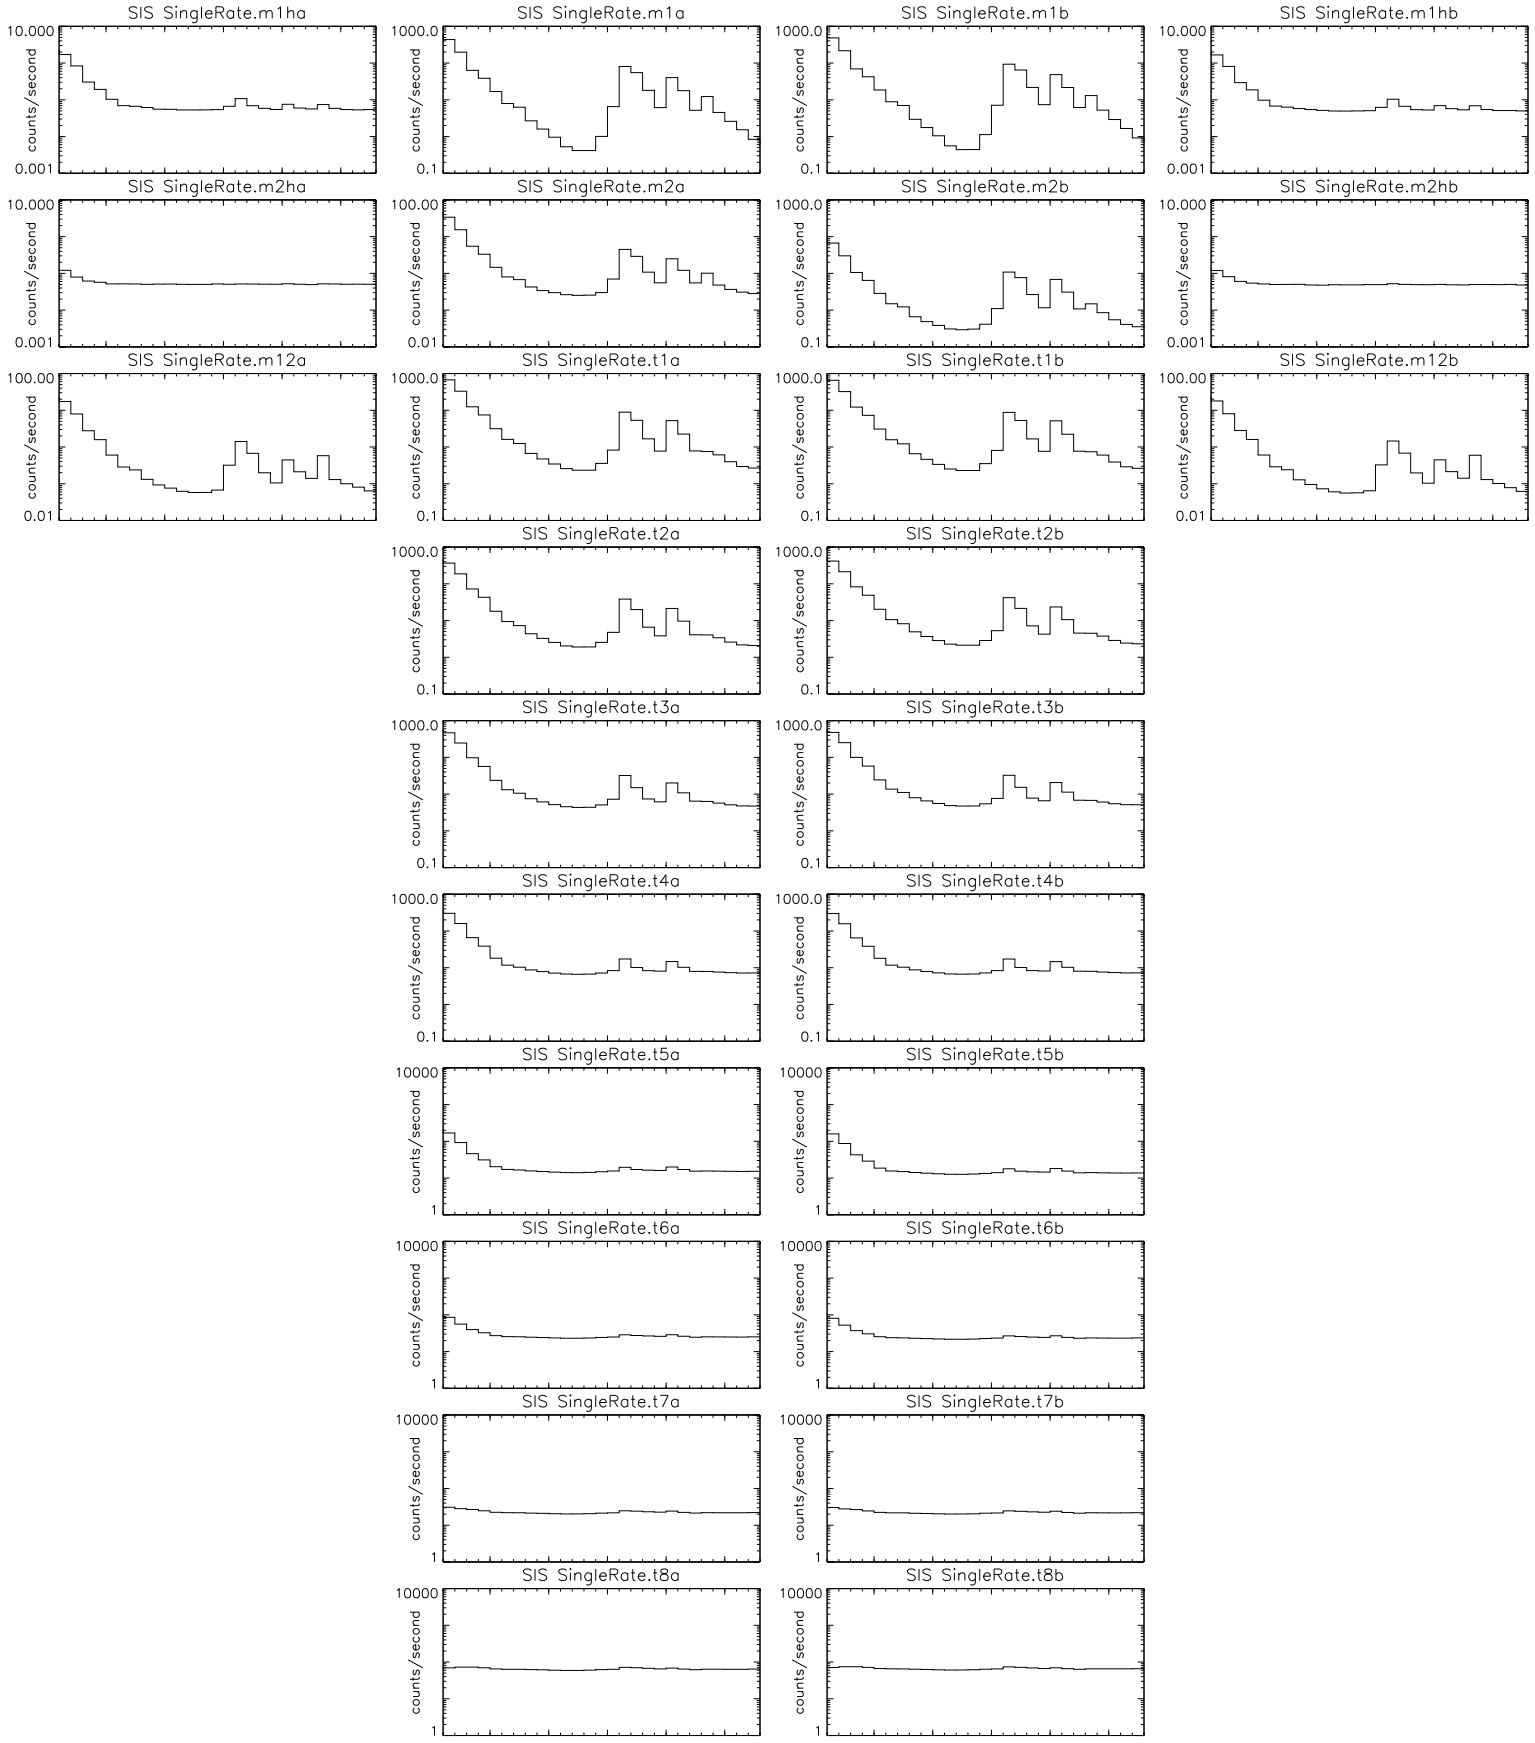 SIS SingleRate.m1ha
10.000
counts/second
0.001
SIS SingleRate.m1a
1000.0
counts/second
0.1
SIS SingleRate.m1b
1000.0
counts/second
0.1
SIS SingleRate.m1hb
10.000
counts/second
0.001
SIS SingleRate.m2ha
10.000
counts/second
0.001
SIS SingleRate.m2a
100.00
counts/second
0.01
SIS SingleRate.m2b
1000.0
counts/second
0.1
SIS SingleRate.m2hb
10.000
counts/second
0.001
SIS SingleRate.m12a
100.00
counts/second
0.01
SIS SingleRate.t1a
1000.0
counts/second
0.1
SIS SingleRate.t1b
1000.0
counts/second
0.1
SIS SingleRate.m12b
100.00
counts/second
0.01
SIS SingleRate.t2a
1000.0
counts/second
0.1
SIS SingleRate.t2b
1000.0
counts/second
0.1
SIS SingleRate.t3a
1000.0
counts/second
0.1
SIS SingleRate.t3b
1000.0
counts/second
0.1
SIS SingleRate.t4a
1000.0
counts/second
0.1
SIS SingleRate.t4b
1000.0
counts/second
0.1
SIS SingleRate.t5a
10000
counts/second
1
SIS SingleRate.t5b
10000
counts/second
1
SIS SingleRate.t6a
10000
counts/second
1
SIS SingleRate.t6b
10000
counts/second
1
SIS SingleRate.t7a
10000
counts/second
1
SIS SingleRate.t7b
10000
counts/second
1
SIS SingleRate.t8a
10000
counts/second
1
SIS SingleRate.t8b
10000
counts/second
1